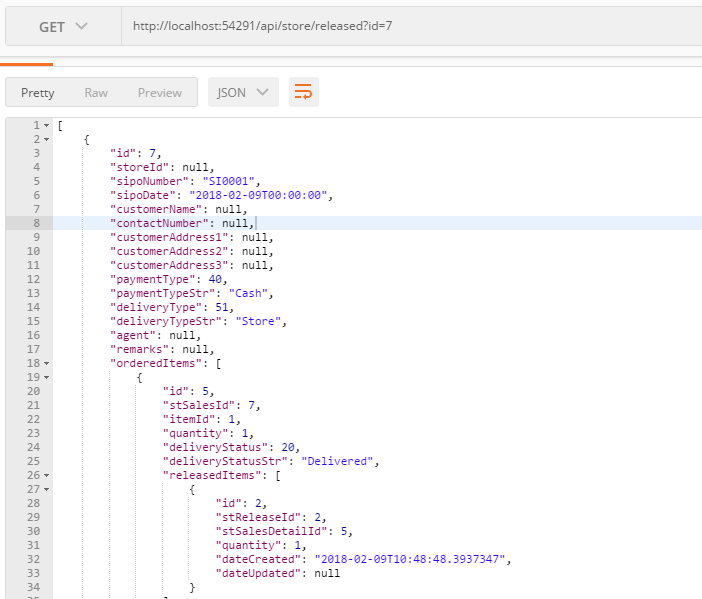 GET http://localhost:54291/api/store/released?id=7
Pretty Raw Preview JSON
1 [
2 {
3 "id": 7,
4 "storeId": null,
5 "sipoNumber": "SI0001",
6 "sipoDate": "2018-02-09T00:00:00",
7 "customerName": null,
8 "contactNumber": null,
9 "customerAddress1": null,
10 "customerAddress2": null,
11 "customerAddress3": null,
12 "paymentType": 40,
13 "paymentTypeStr": "Cash",
14 "deliveryType": 51,
15 "deliveryTypeStr": "Store",
16 "agent": null,
17 "remarks": null,
18 "orderedItems": [
19 {
20 "id": 5,
21 "stSalesId": 7,
22 "itemId": 1,
23 "quantity": 1,
24 "deliveryStatus": 20,
25 "deliveryStatusStr": "Delivered",
26 "releasedItems": [
27 {
28 "id": 2,
29 "stReleaseId": 2,
30 "stSalesDetailId": 5,
31 "quantity": 1,
32 "dateCreated": "2018-02-09T10:48:48.3937347",
33 "dateUpdated": null
34 }